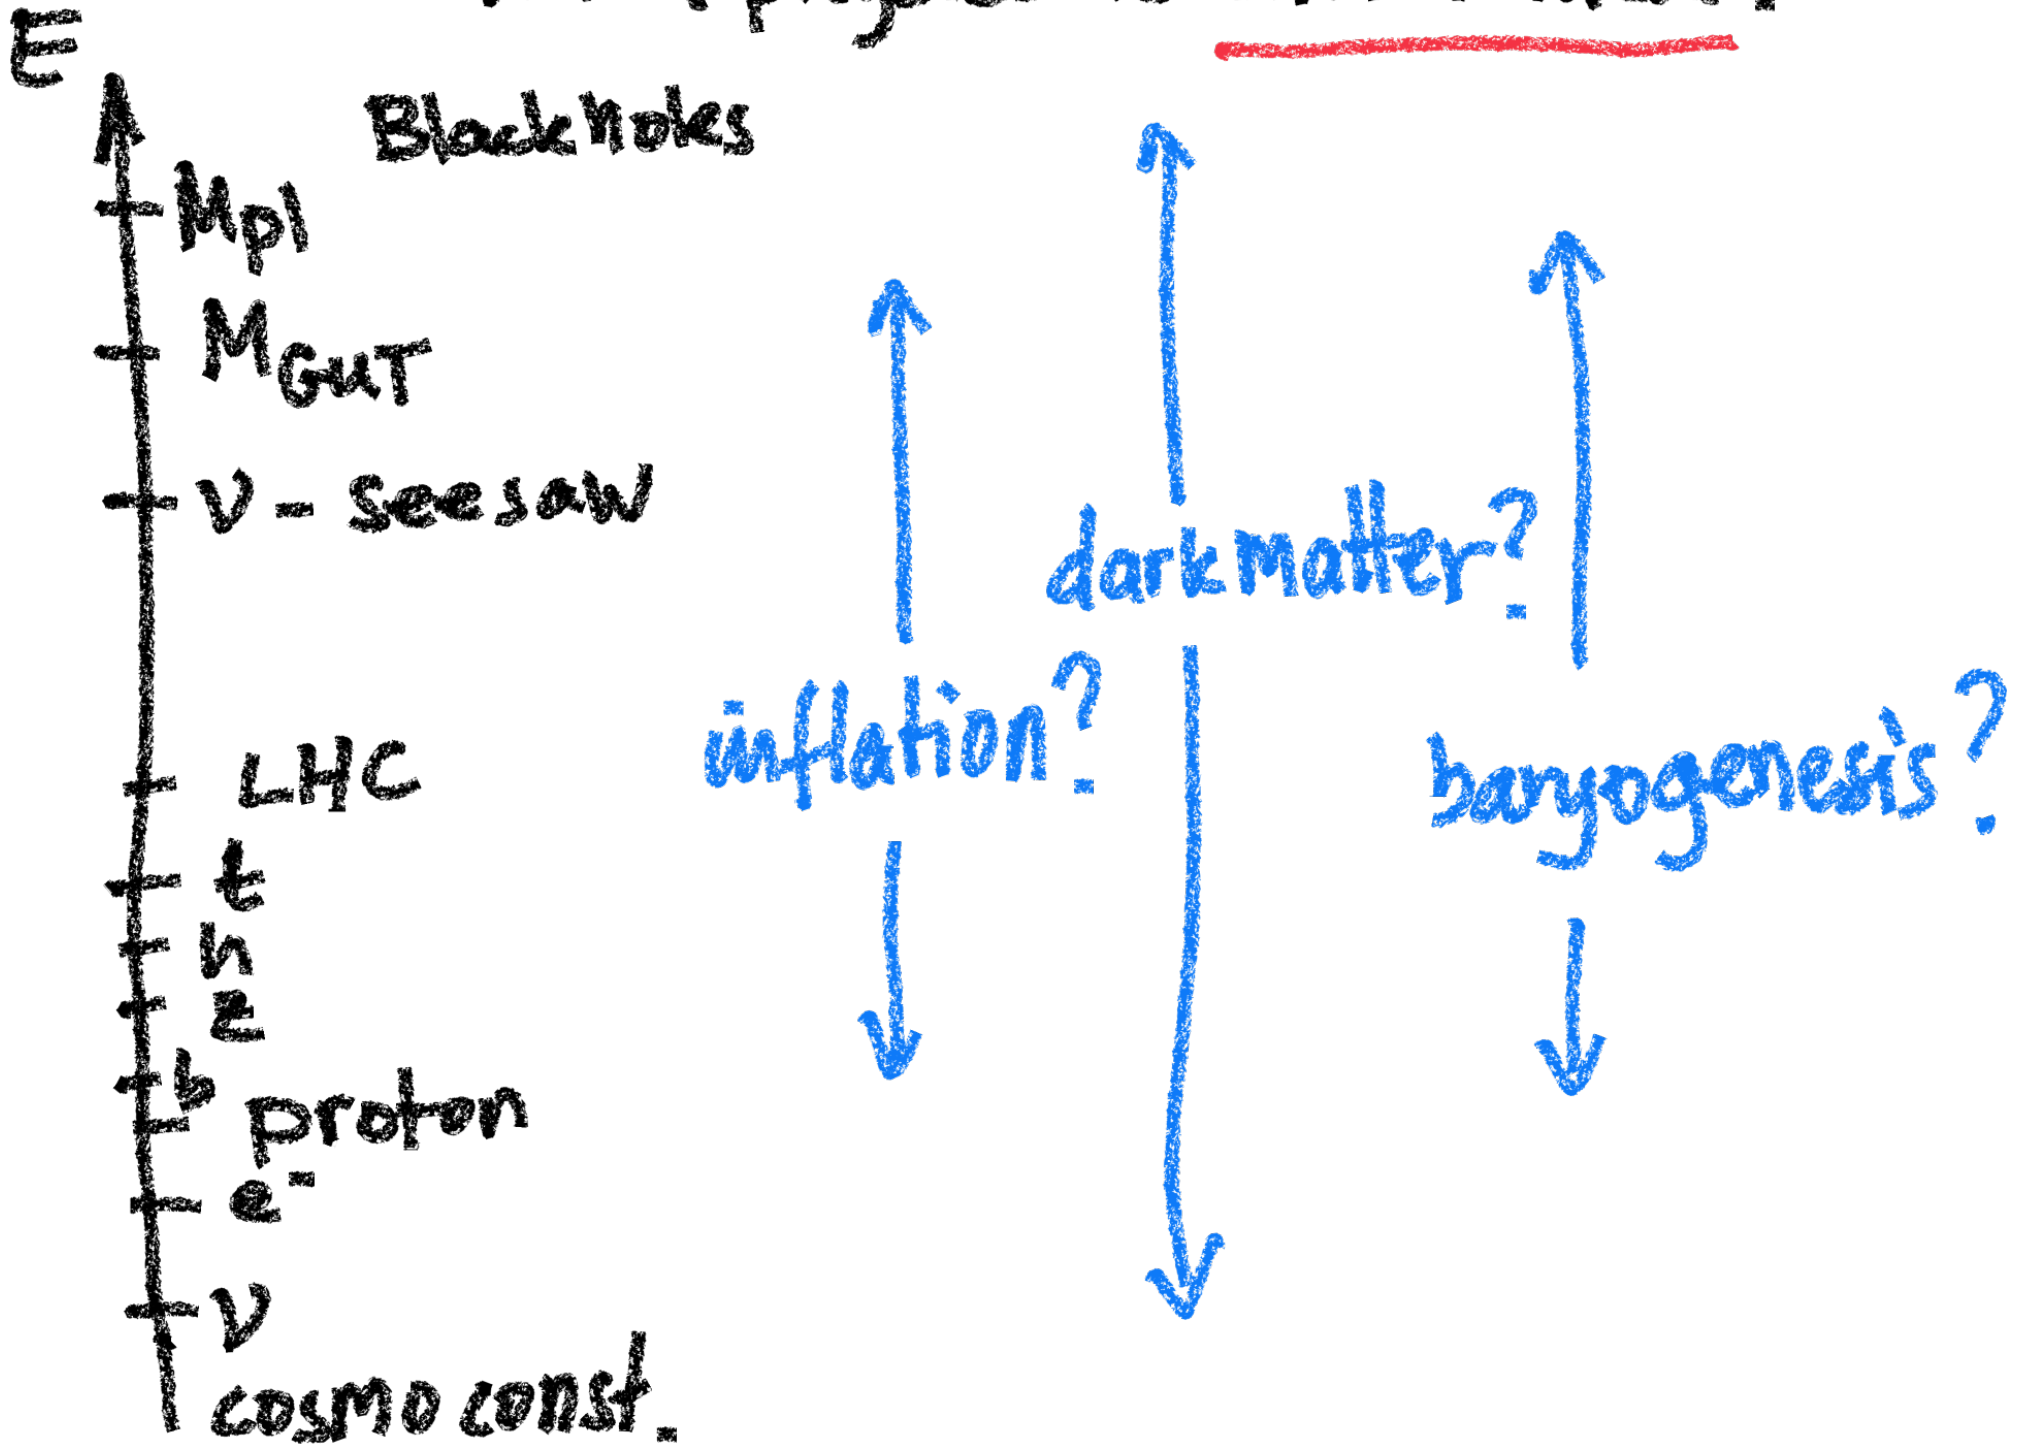 E
Black holes
Mpl
MGUT
ν - seesaw
dark matter?
inflation?
LHC
baryogenesis?
t
h
z
b
proton
e⁻
ν
cosmo const.